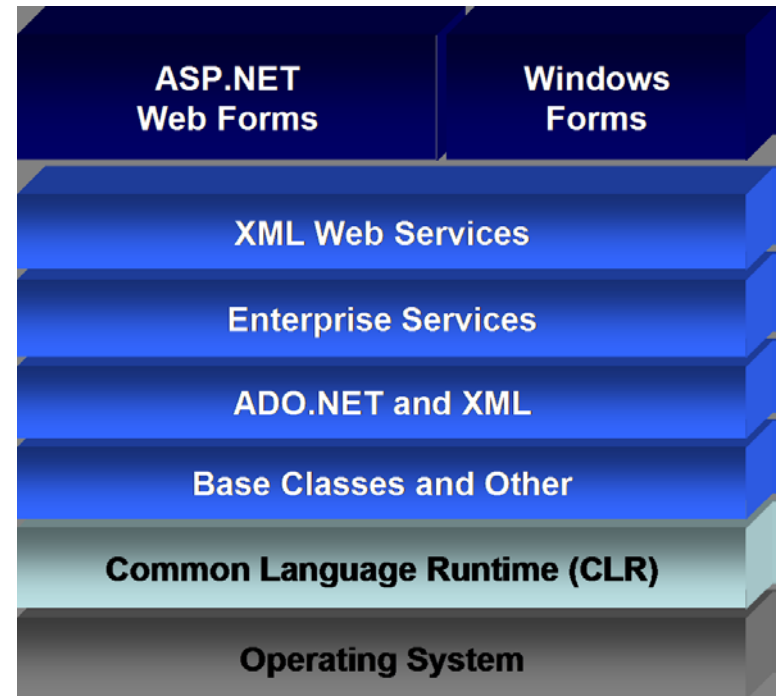 ASP.NET
Web Forms
Windows
Forms
XML Web Services
Enterprise Services
ADO.NET and XML
Base Classes and Other
Common Language Runtime (CLR)
Operating System